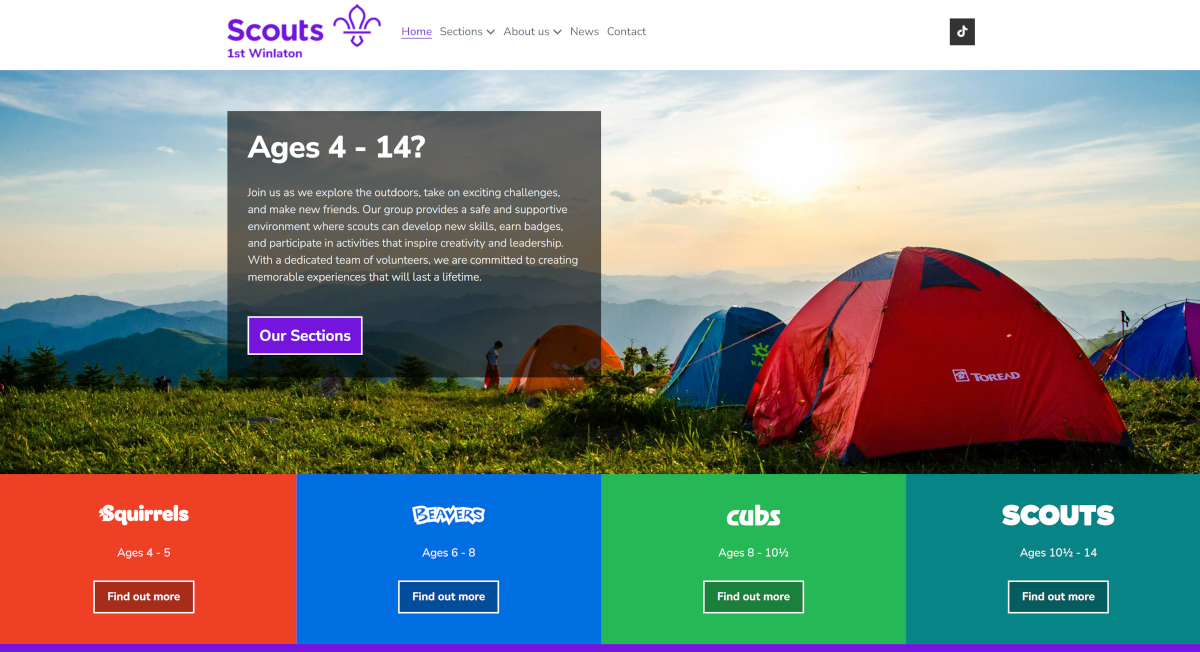 Scouts
1st Winlaton
Home Sections About us News Contact
Ages 4 - 14?
Join us as we explore the outdoors, take on exciting challenges,
and make new friends. Our group provides a safe and supportive
environment where scouts can develop new skills, earn badges,
and participate in activities that inspire creativity and leadership.
With a dedicated team of volunteers, we are committed to creating
memorable experiences that will last a lifetime.
Our Sections
TOREAD
Squirrels
Ages 4 - 5
Find out more
BEAVERS
Ages 6 - 8
Find out more
cubs
Ages 8 - 10½
Find out more
SCOUTS
Ages 10½ - 14
Find out more